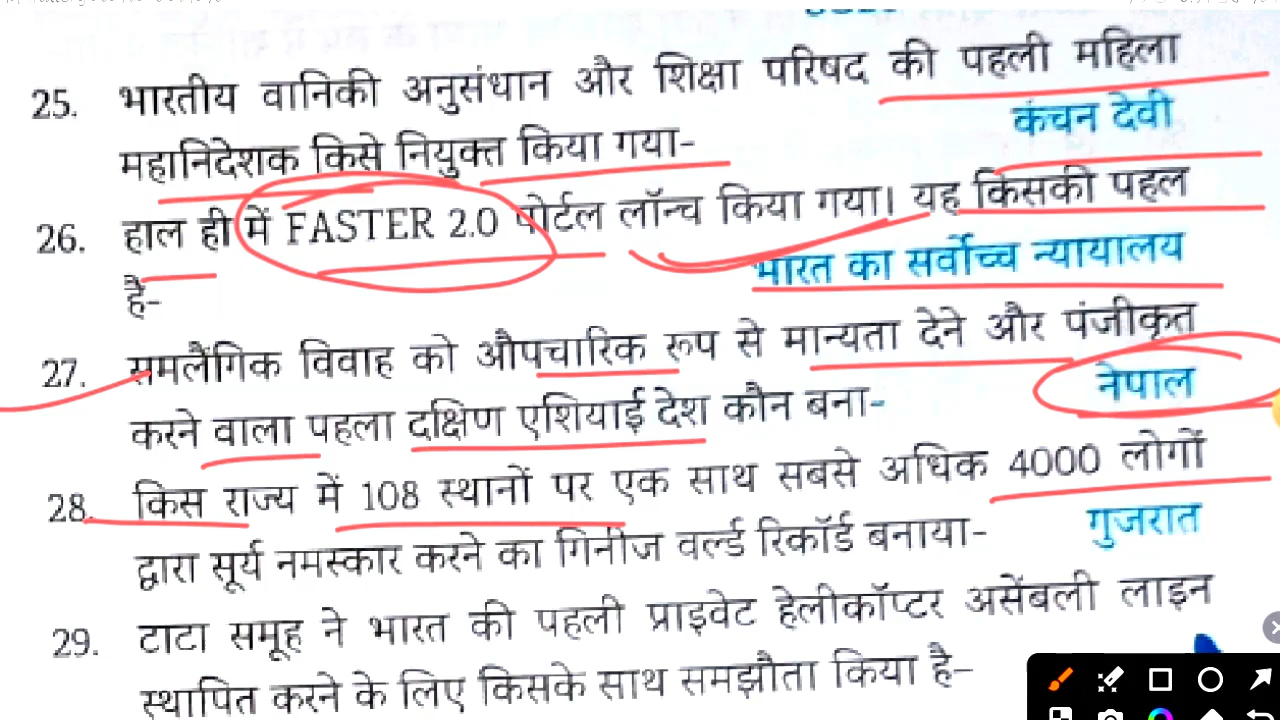 25. भारतीय वानिकी अनुसंधान और शिक्षा परिषद की पहली महिला
महानिदेशक किसे नियुक्त किया गया-
कंचन देवी
26. हाल ही में FASTER 2.0 पोर्टल लॉन्च किया गया। यह किसकी पहल
है-
भारत का सर्वोच्च न्यायालय
27. समलैंगिक विवाह को औपचारिक रूप से मान्यता देने और पंजीकृत
करने वाला पहला दक्षिण एशियाई देश कौन बना-
नेपाल
28. किस राज्य में 108 स्थानों पर एक साथ सबसे अधिक 4000 लोगों
द्वारा सूर्य नमस्कार करने का गिनीज वर्ल्ड रिकॉर्ड बनाया-
गुजरात
29. टाटा समूह ने भारत की पहली प्राइवेट हेलीकॉप्टर असेंबली लाइन
स्थापित करने के लिए किसके साथ समझौता किया है-